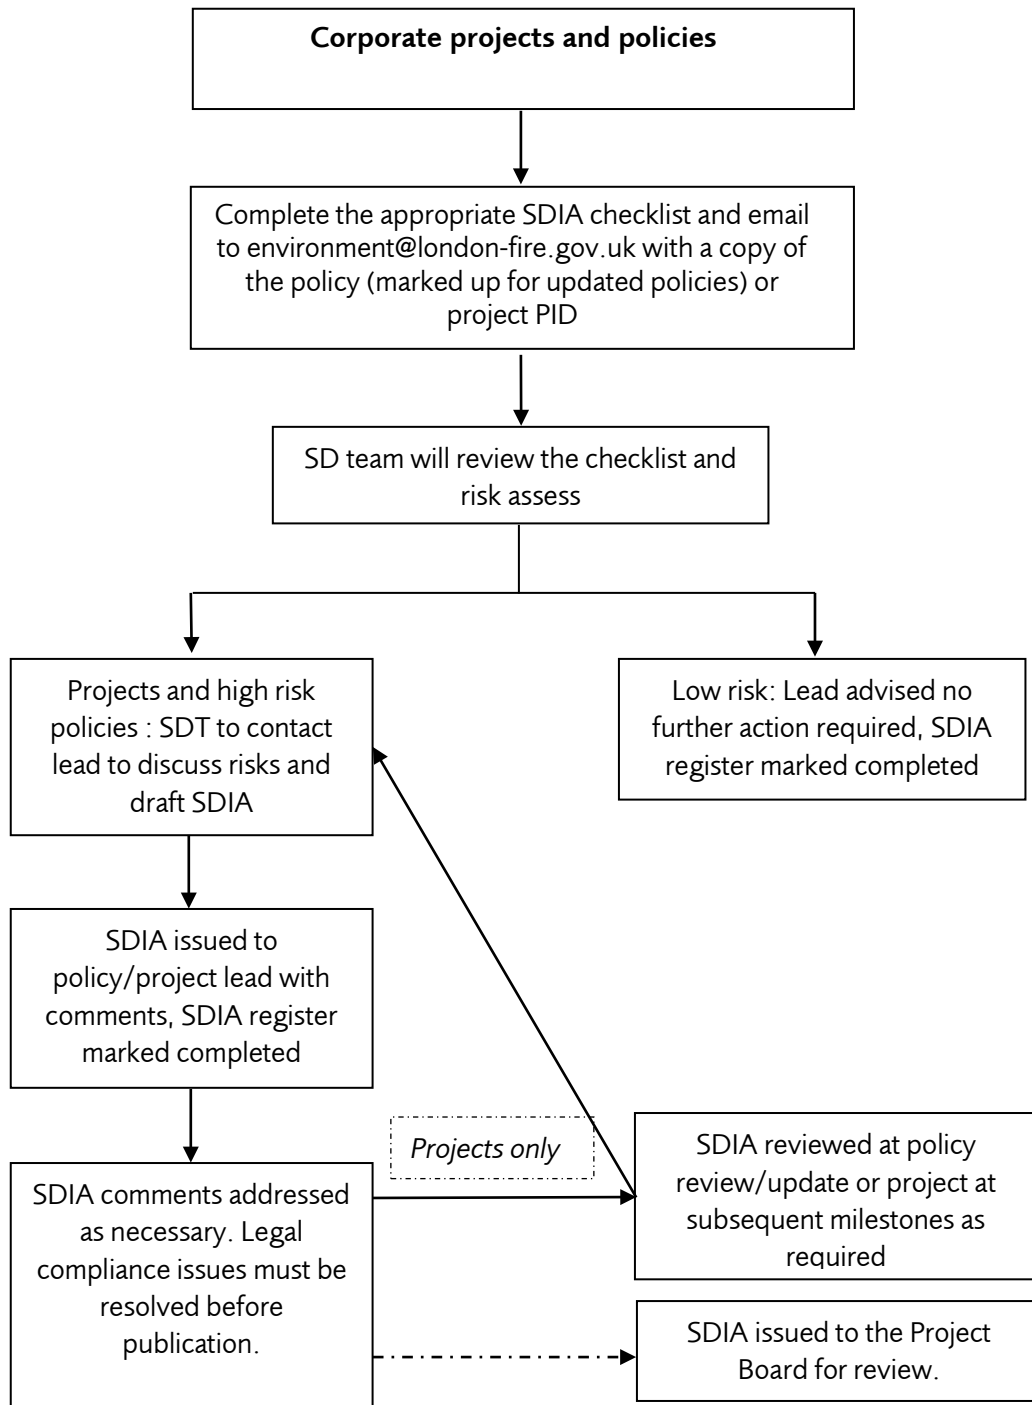 Corporate projects and policies
Complete the appropriate SDIA checklist and email
to environment@london-fire.gov.uk with a copy of
the policy (marked up for updated policies) or
project PID
SD team will review the checklist and
risk assess
Projects and high risk
policies : SDT to contact
lead to discuss risks and
draft SDIA
Low risk: Lead advised no
further action required, SDIA
register marked completed
SDIA issued to
policy/project lead with
comments, SDIA register
marked completed
Projects only
SDIA comments addressed
as necessary. Legal
compliance issues must be
resolved before
publication.
SDIA reviewed at policy
review/update or project at
subsequent milestones as
required
SDIA issued to the Project
Board for review.